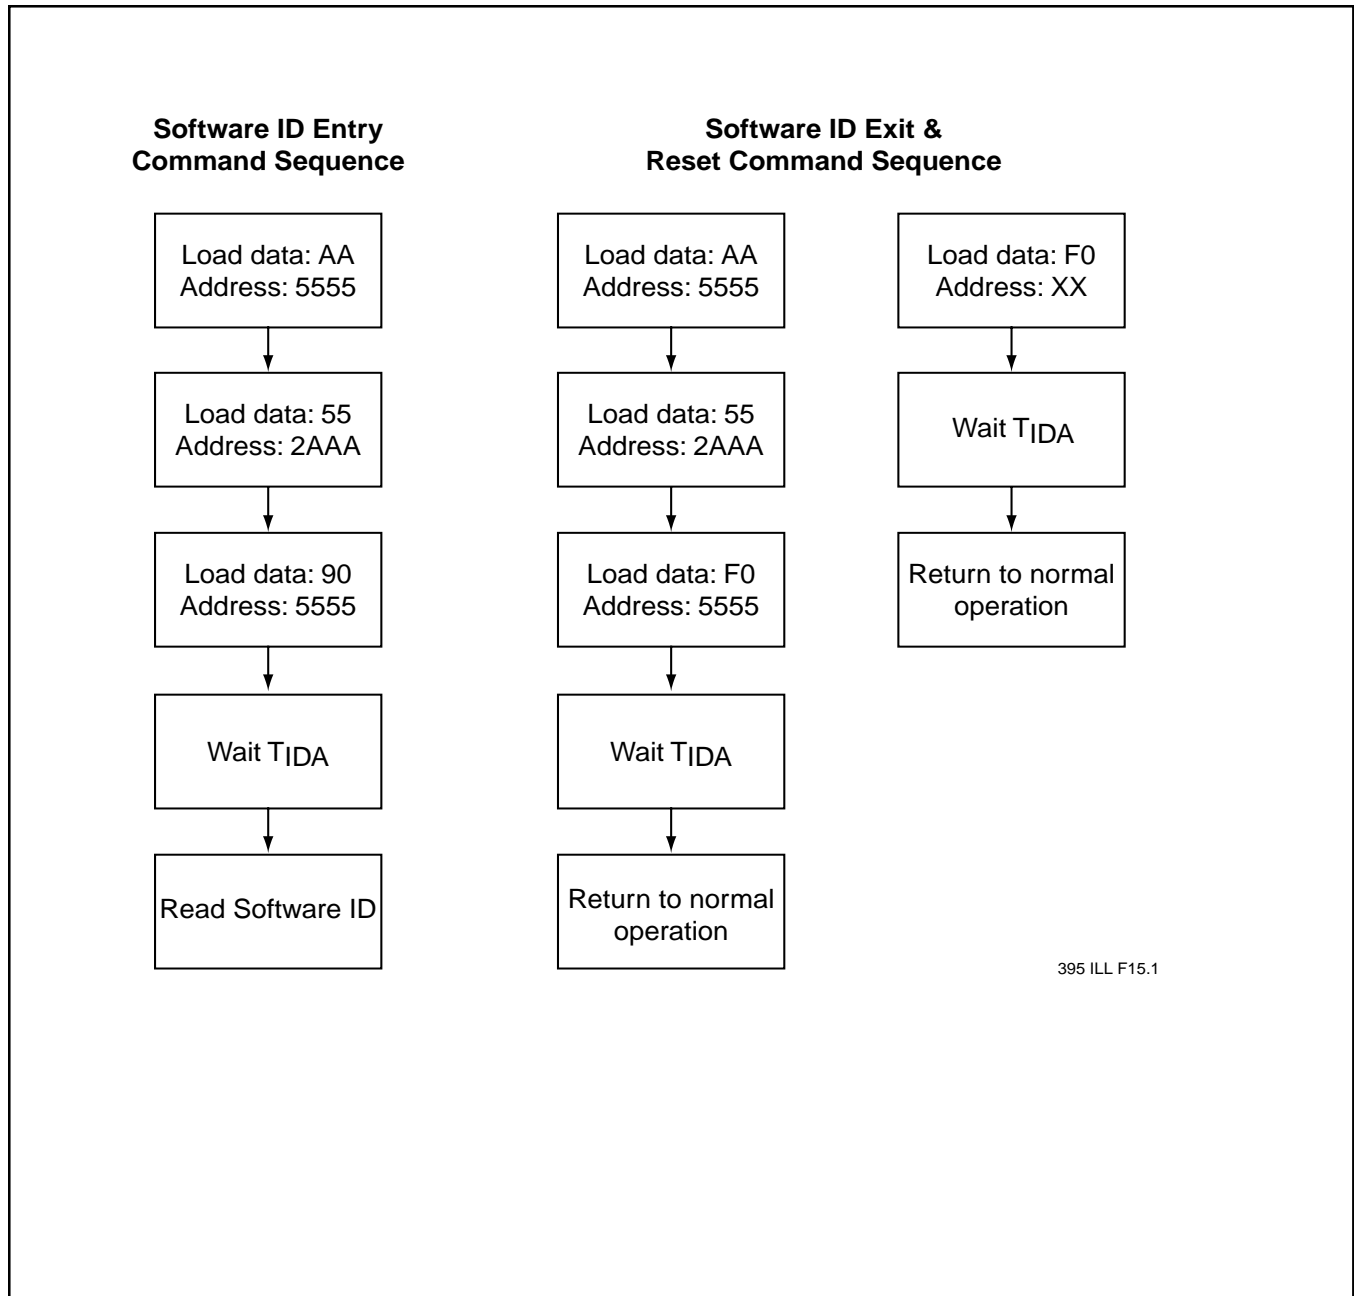 Software ID Entry
Command Sequence
Load data: AA
Address: 5555
Load data: 55
Address: 2AAA
Load data: 90
Address: 5555
Wait TIDA
Read Software ID
Software ID Exit &
Reset Command Sequence
Load data: AA
Address: 5555
Load data: 55
Address: 2AAA
Load data: F0
Address: 5555
Wait TIDA
Return to normal
operation
Load data: F0
Address: XX
Wait TIDA
Return to normal
operation
395 ILL F15.1